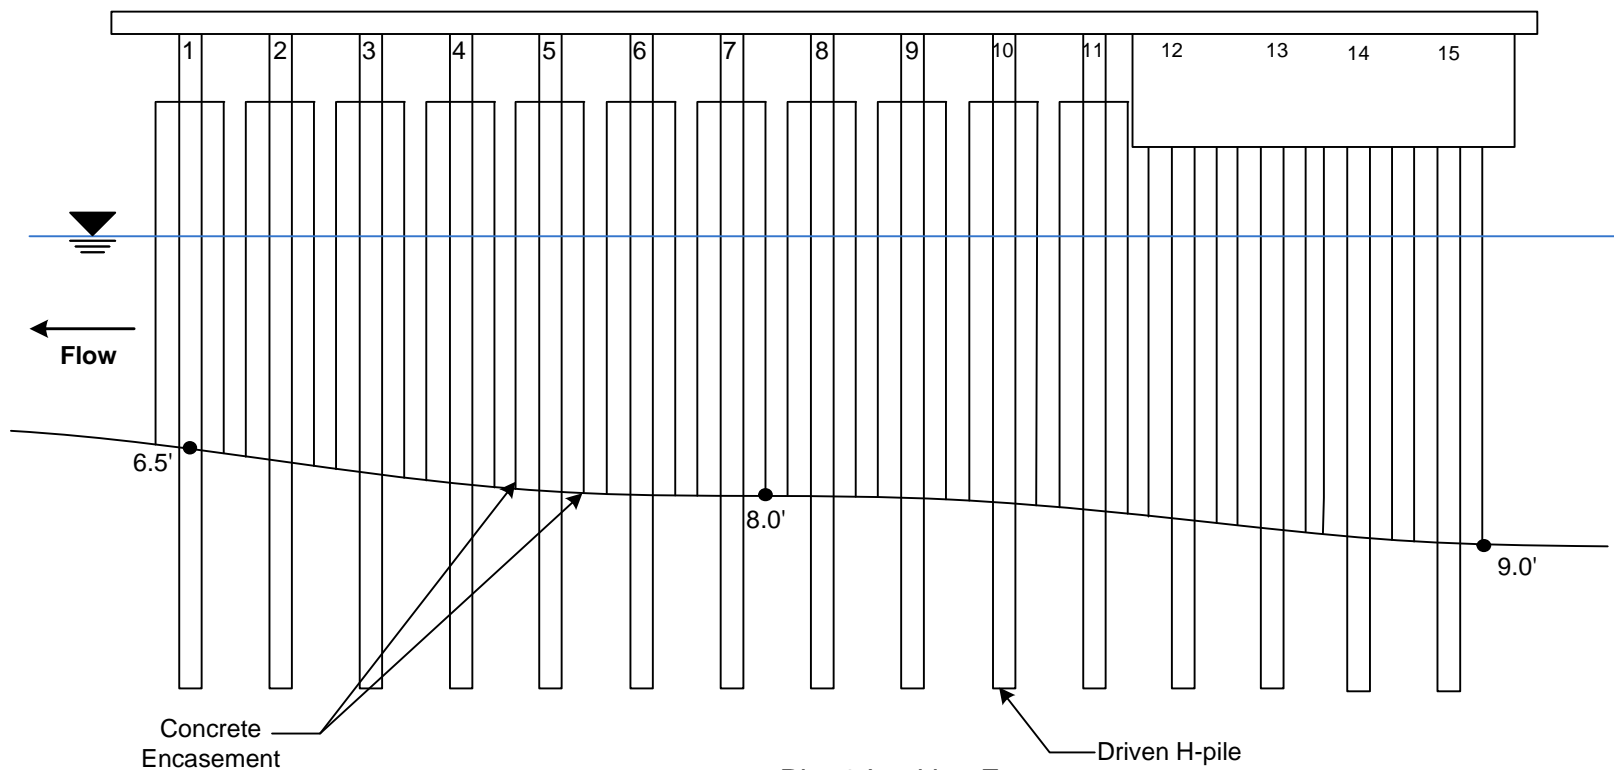 1 2 3 4 5 6 7 8 9 10 11 12 13 14 15
Flow
6.5'
8.0'
9.0'
Concrete
Encasement
Driven H-pile